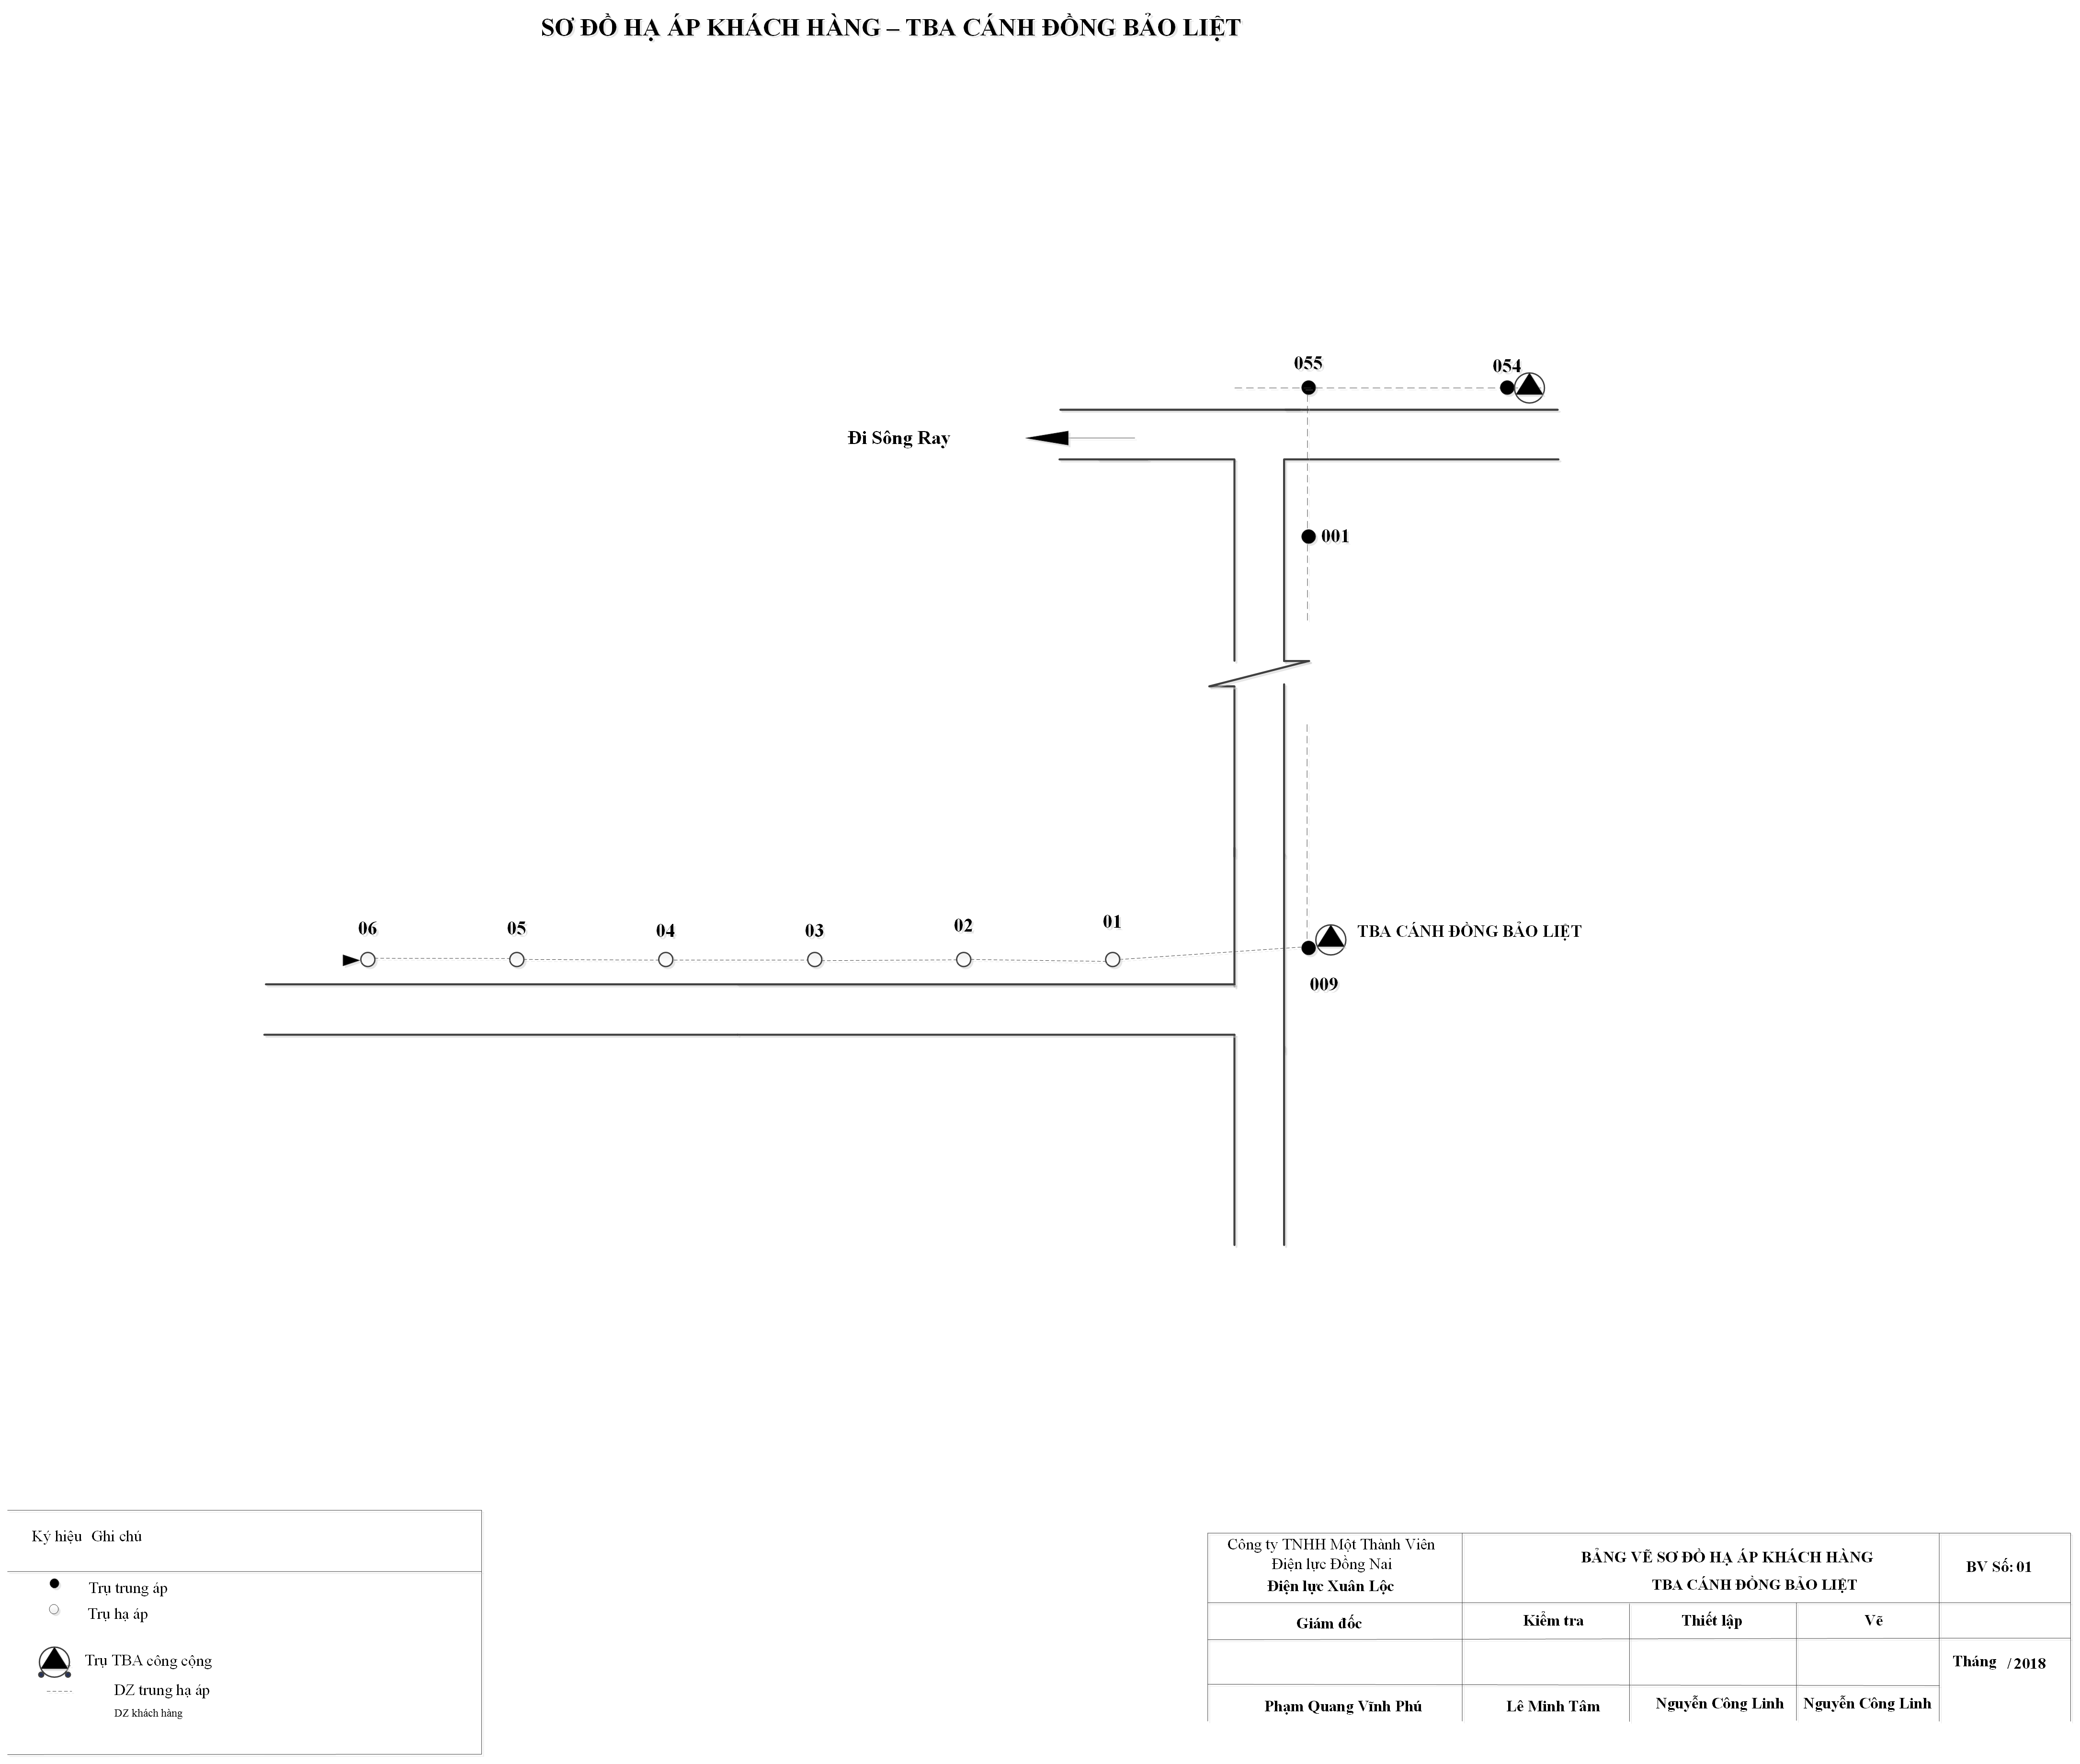 SƠ ĐỒ HẠ ÁP KHÁCH HÀNG – TBA CÁNH ĐỒNG BẢO LIỆT
055
054
Đi Sông Ray
001
06
05
04
03
02
01
TBA CÁNH ĐỒNG BẢO LIỆT
009
Ký hiệu Ghi chú
Trụ trung áp
Trụ hạ áp
Trụ TBA công cộng
DZ trung hạ áp
DZ khách hàng
Công ty TNHH Một Thành Viên
Điện lực Đồng Nai
Điện lực Xuân Lộc
BẢNG VẼ SƠ ĐỒ HẠ ÁP KHÁCH HÀNG
TBA CÁNH ĐỒNG BẢO LIỆT
BV Số: 01
Giám đốc
Kiểm tra
Thiết lập
Vẽ
Tháng / 2018
Phạm Quang Vĩnh Phú
Lê Minh Tâm
Nguyễn Công Linh
Nguyễn Công Linh